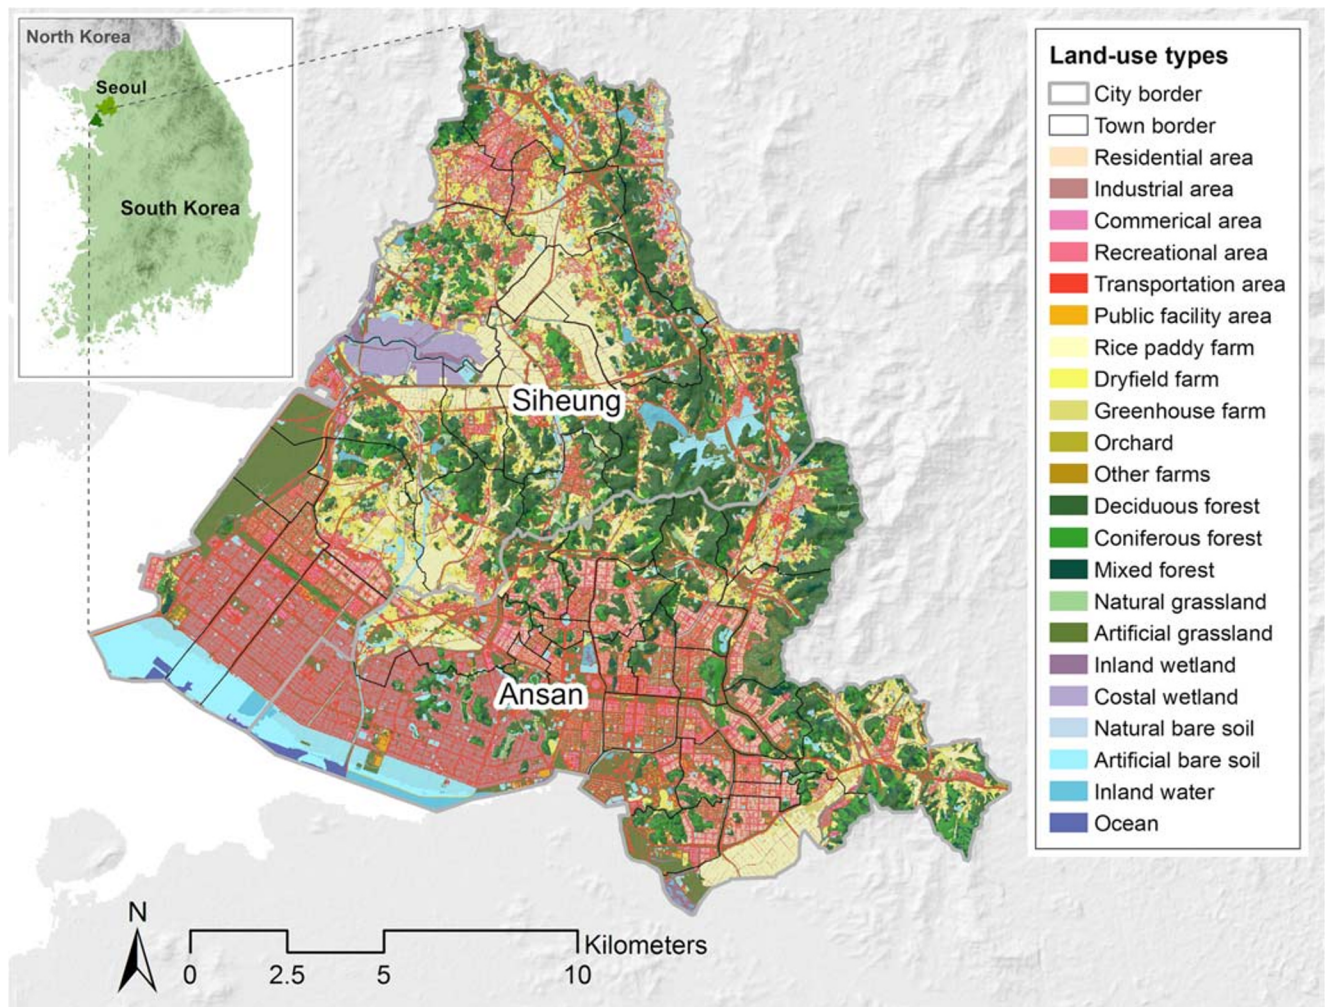 North Korea
Seoul
South Korea
Siheung
Ansan
Land-use types
City border
Town border
Residential area
Industrial area
Commerical area
Recreational area
Transportation area
Public facility area
Rice paddy farm
Dryfield farm
Greenhouse farm
Orchard
Other farms
Deciduous forest
Coniferous forest
Mixed forest
Natural grassland
Artificial grassland
Inland wetland
Costal wetland
Natural bare soil
Artificial bare soil
Inland water
Ocean
N
Kilometers
0 2.5 5 10